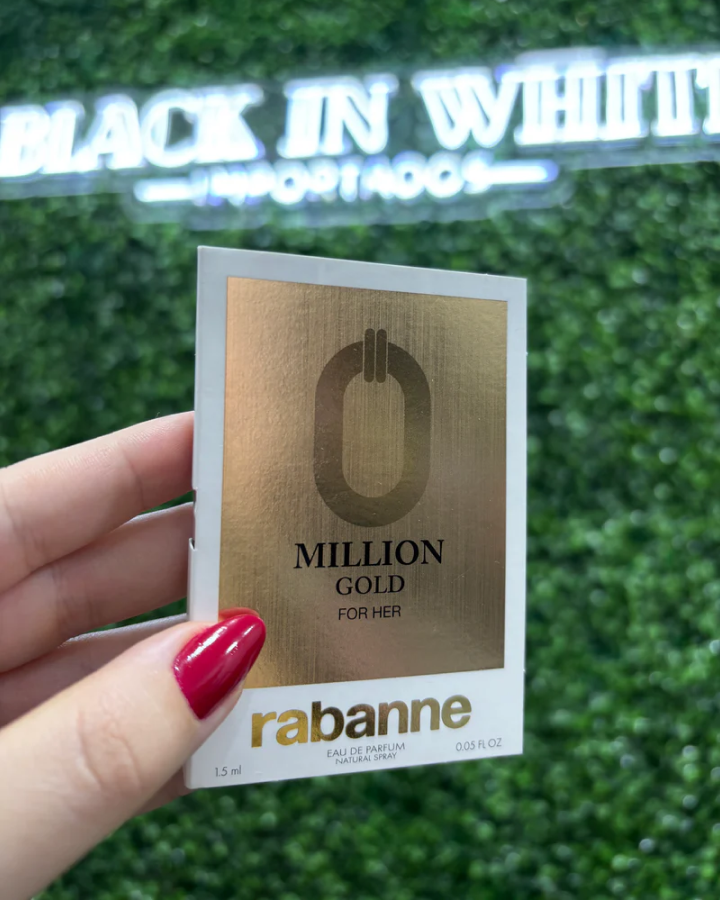 BLACK IN WHITE
IMPORTADOS
MILLION
GOLD
FOR HER
rabanne
EAU DE PARFUM
NATURAL SPRAY
1.5 ml
0.05 FL OZ